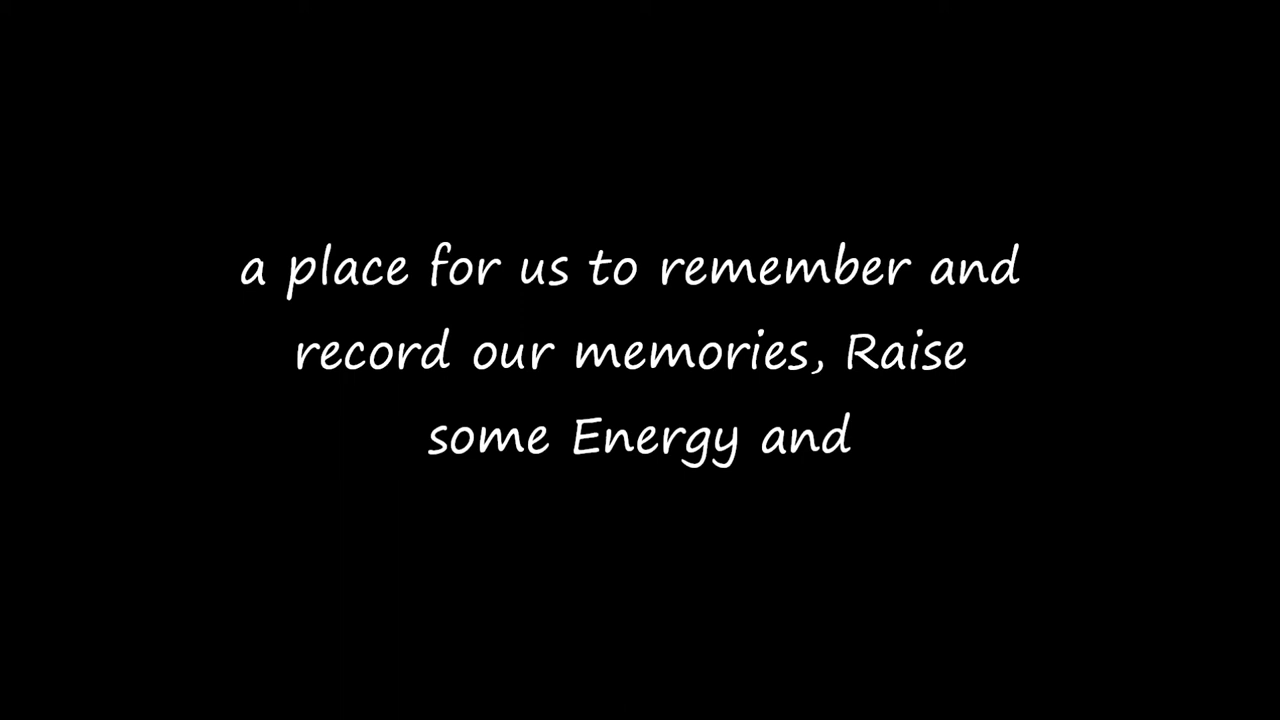 a place for us to remember and
record our memories, Raise
some Energy and